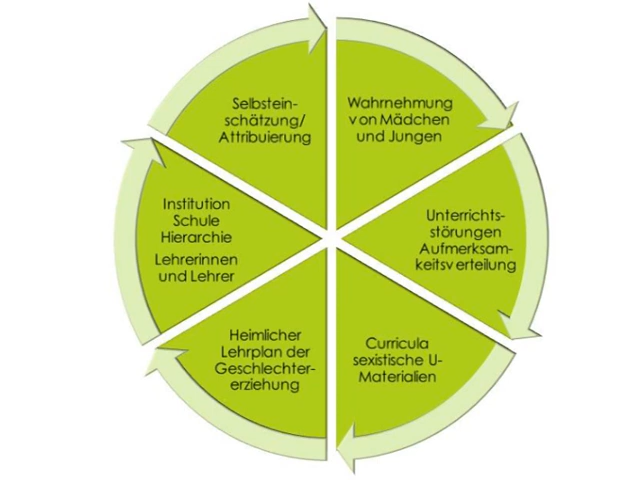 Wahrnehmung
von Mädchen
und Jungen
Unterrichts-
störungen
Aufmerksam-
keitsverteilung
Curricula
sexistische U-
Materialien
Heimlicher
Lehrplan der
Geschlechter-
erziehung
Institution
Schule
Hierarchie
Lehrerinnen
und Lehrer
Selbstein-
schätzung/
Attribuierung